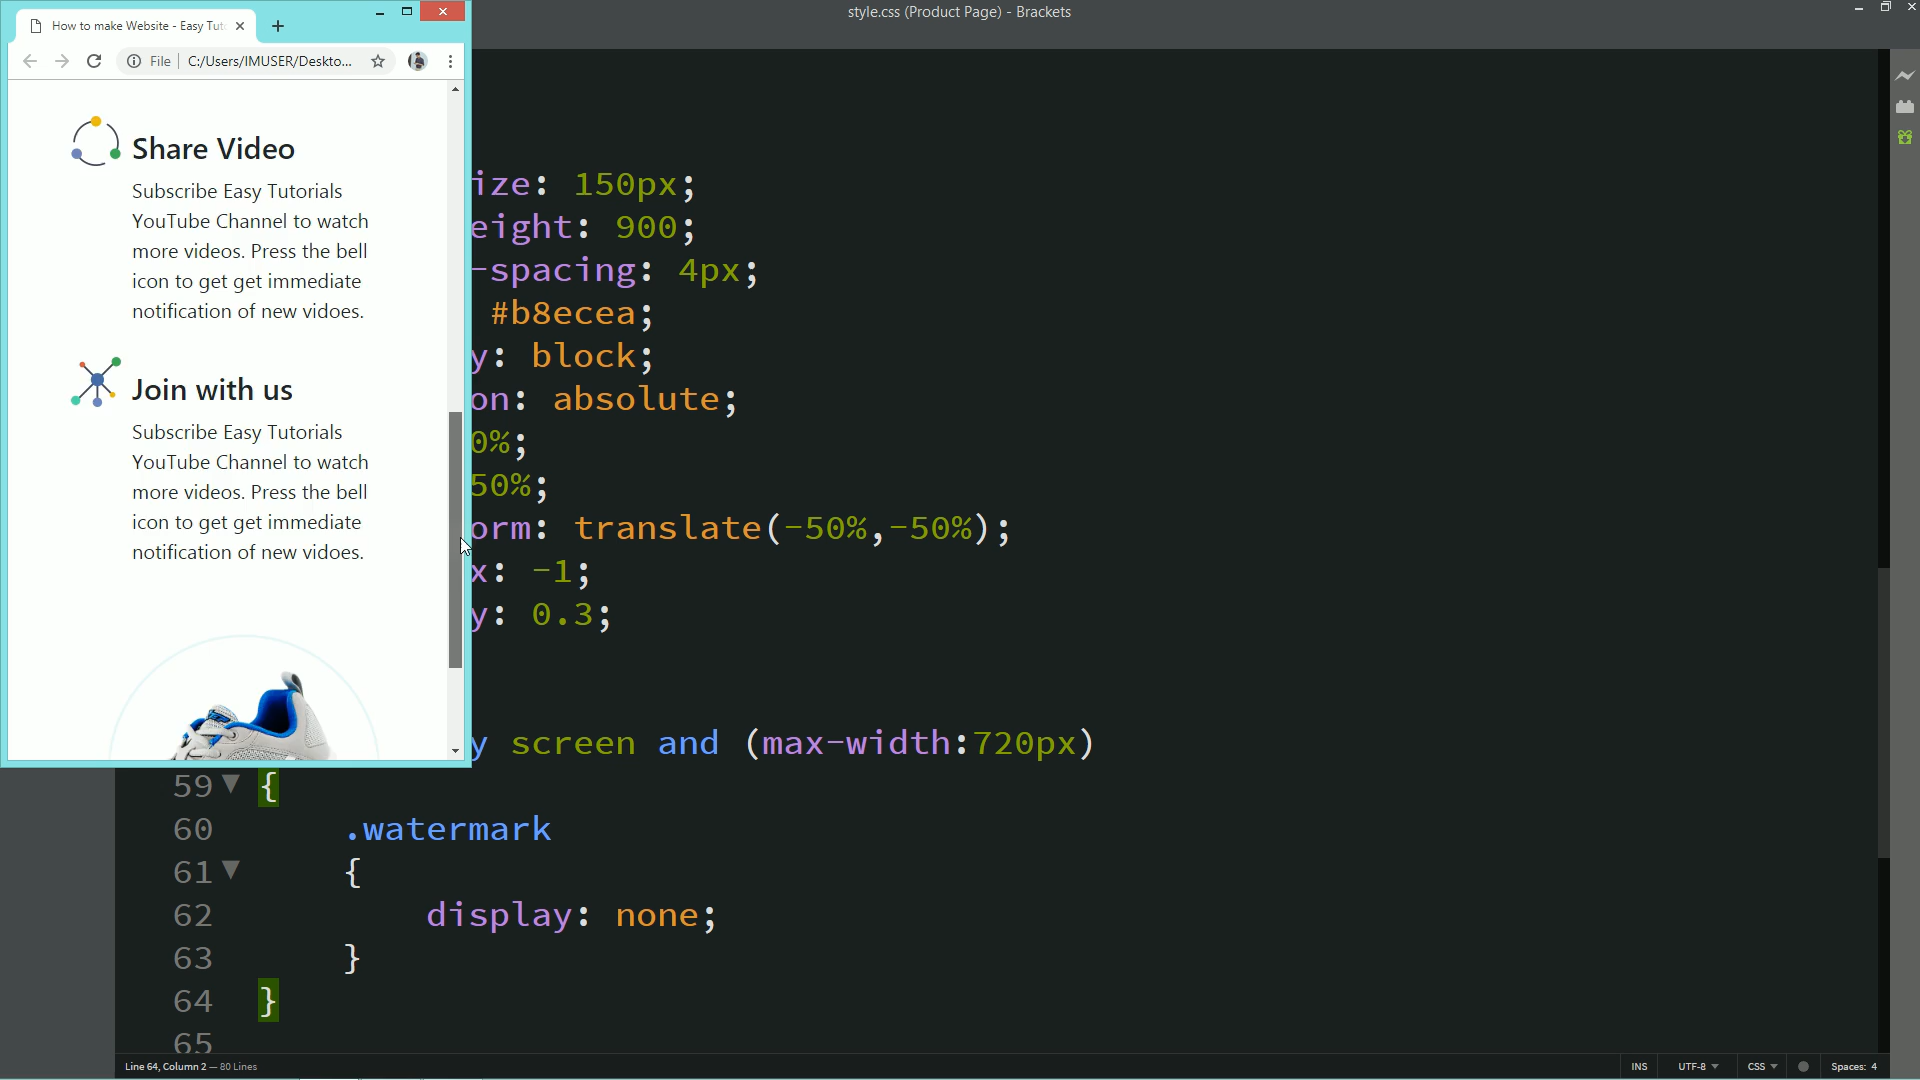 How to make Website - Easy Tut
style.css (Product Page) - Brackets
File
C:/Users/IMUSER/Deskto...
Share Video
Subscribe Easy Tutorials
YouTube Channel to watch
more videos. Press the bell
icon to get get immediate
notification of new vidoes.
Join with us
Subscribe Easy Tutorials
YouTube Channel to watch
more videos. Press the bell
icon to get get immediate
notification of new vidoes.
ize: 150px;
eight: 900;
-spacing: 4px;
#b8ecea;
y: block;
on: absolute;
0%;
50%;
orm: translate(-50%,-50%);
x: -1;
y: 0.3;
y screen and (max-width:720px)
59 {
60 .watermark
61 {
62 display: none;
63 }
64 }
65
Line 64, Column 2 — 80 Lines
INS
UTF-8
CSS
Spaces: 4